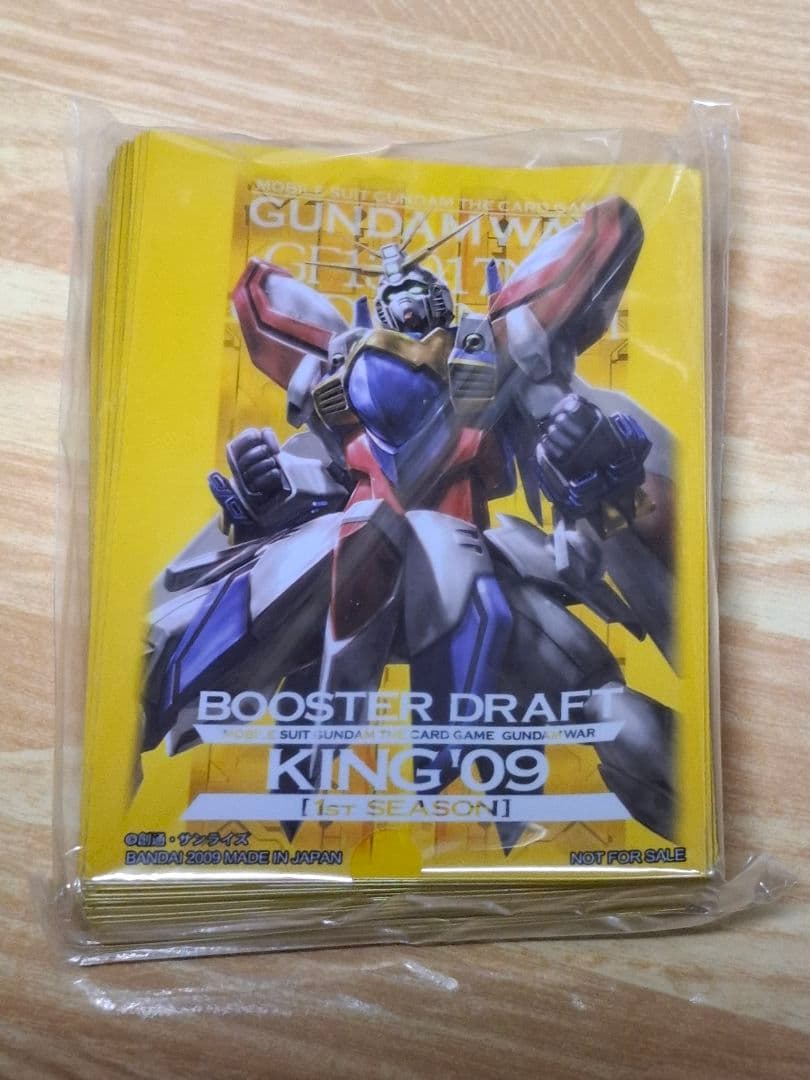 MOBILE SUIT GUNDAM THE CARD GAME
GUNDAM WAR
BOOSTER DRAFT
MOBILE SUIT GUNDAM THE CARD GAME GUNDAM WAR
KING '09
[1ST SEASON]
©創通・サンライズ
BANDAI 2009 MADE IN JAPAN
NOT FOR SALE